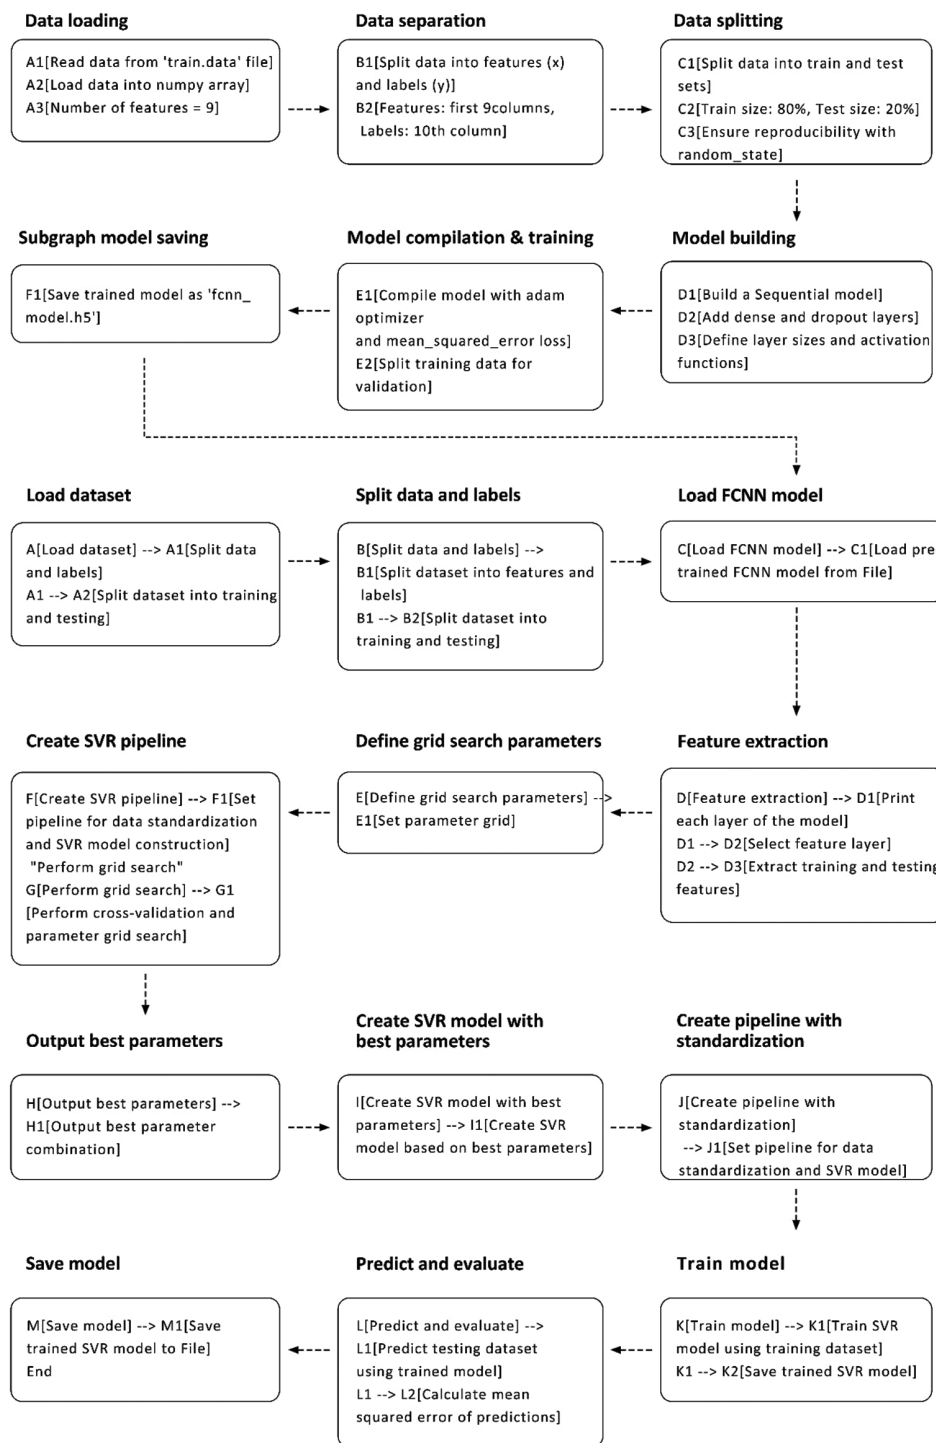 Data loading
A1[Read data from 'train.data' file]
A2[Load data into numpy array]
A3[Number of features = 9]
Data separation
B1[Split data into features (x)
and labels (y)]
B2[Features: first 9columns,
Labels: 10th column]
Data splitting
C1[Split data into train and test
sets]
C2[Train size: 80%, Test size: 20%]
C3[Ensure reproducibility with
random_state]
Subgraph model saving
F1[Save trained model as 'fcnn_
model.h5']
Model compilation & training
E1[Compile model with adam
optimizer
and mean_squared_error loss]
E2[Split training data for
validation]
Model building
D1[Build a Sequential model]
D2[Add dense and dropout layers]
D3[Define layer sizes and activation
functions]
Load dataset
A[Load dataset] --> A1[Split data
and labels]
A1 --> A2[Split dataset into training
and testing]
Split data and labels
B[Split data and labels] -->
B1[Split dataset into features and
labels]
B1 --> B2[Split dataset into
training and testing]
Load FCNN model
C[Load FCNN model] --> C1[Load pre
trained FCNN model from File]
Create SVR pipeline
F[Create SVR pipeline] --> F1[Set
pipeline for data standardization
and SVR model construction]
"Perform grid search"
G[Perform grid search] --> G1
[Perform cross-validation and
parameter grid search]
Define grid search parameters
E[Define grid search parameters] -->
E1[Set parameter grid]
Feature extraction
D[Feature extraction] --> D1[Print
each layer of the model]
D1 --> D2[Select feature layer]
D2 --> D3[Extract training and testing
features]
Output best parameters
H[Output best parameters] -->
H1[Output best parameter
combination]
Create SVR model with
best parameters
I[Create SVR model with best
parameters] --> I1[Create SVR
model based on best parameters]
Create pipeline with
standardization
J[Create pipeline with
standardization]
--> J1[Set pipeline for data
standardization and SVR model]
Save model
M[Save model] --> M1[Save
trained SVR model to File]
End
Predict and evaluate
L[Predict and evaluate] -->
L1[Predict testing dataset
using trained model]
L1 --> L2[Calculate mean
squared error of predictions]
Train model
K[Train model] --> K1[Train SVR
model using training dataset]
K1 --> K2[Save trained SVR model]